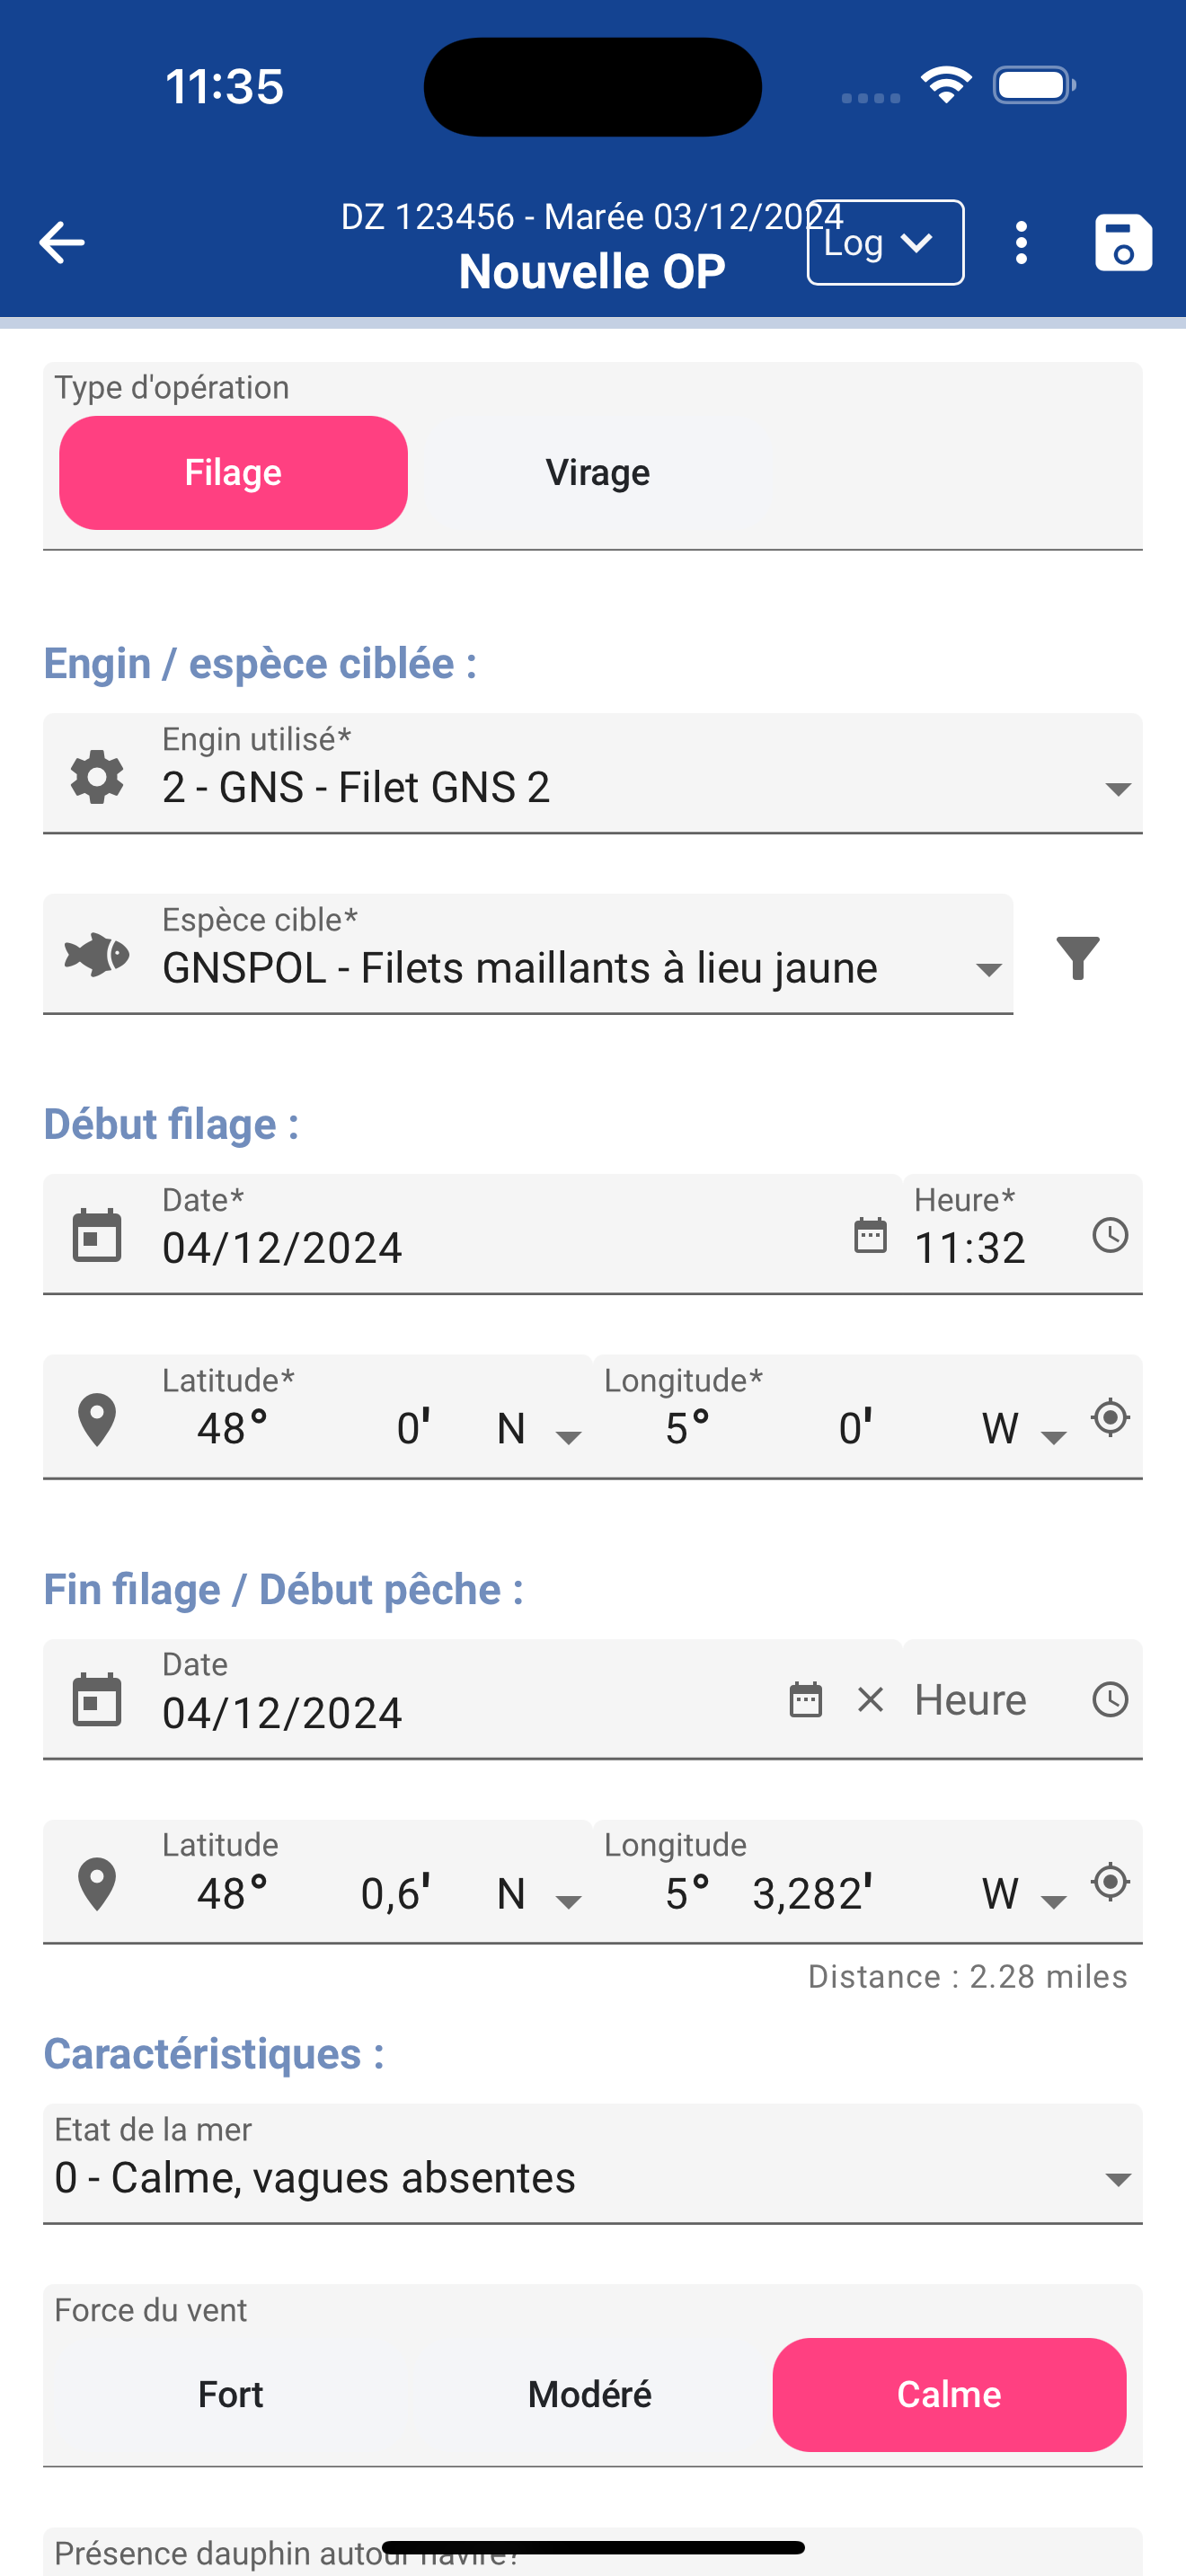 11:35
DZ 123456 - Marée 03/12/2024
Nouvelle OP
Log
Type d'opération
Filage Virage
Engin / espèce ciblée :
Engin utilisé*
2 - GNS - Filet GNS 2
Espèce cible*
GNSPOL - Filets maillants à lieu jaune
Début filage :
Date* Heure*
04/12/2024 11:32
Latitude* Longitude*
48° 0' N 5° 0' W
Fin filage / Début pêche :
Date
04/12/2024 Heure
Latitude Longitude
48° 0,6' N 5° 3,282' W
Distance : 2.28 miles
Caractéristiques :
Etat de la mer
0 - Calme, vagues absentes
Force du vent
Fort Modéré Calme
Présence dauphin autour navire?